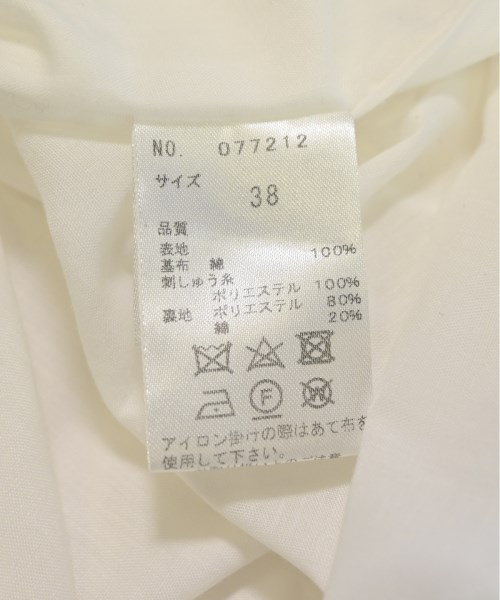 NO. 077212
サイズ
38
品質
表地
基布 綿 100%
刺しゅう糸
ポリエステル 100%
裏地 ポリエステル 80%
綿 20%
F
W
アイロン掛けの際はあて布を
使用して下さい。